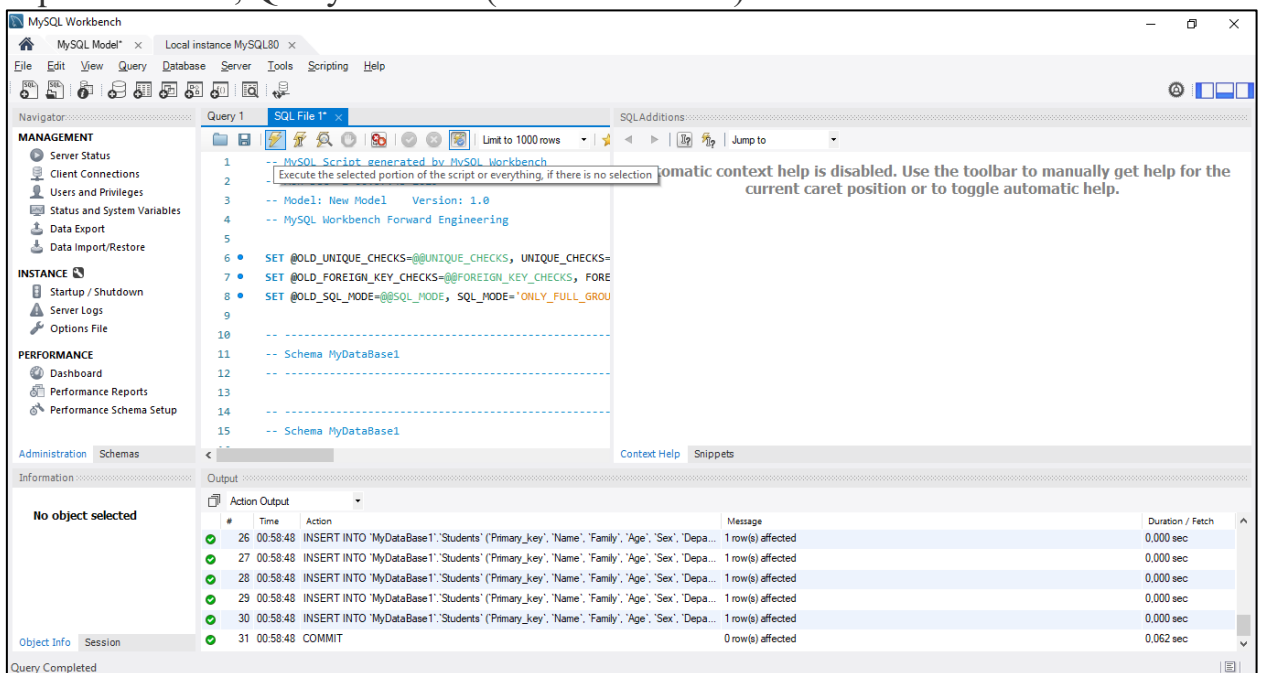 MySQL Workbench
MySQL Model* × Local instance MySQL80 ×
File Edit View Query Database Server Tools Scripting Help
Navigator
MANAGEMENT
Server Status
Client Connections
Users and Privileges
Status and System Variables
Data Export
Data Import/Restore
INSTANCE
Startup / Shutdown
Server Logs
Options File
PERFORMANCE
Dashboard
Performance Reports
Performance Schema Setup
Administration Schemas
Query 1 SQL File 1* ×
Limit to 1000 rows
1 -- MySQL Script generated by MySQL Workbench
Execute the selected portion of the script or everything, if there is no selection
2
3 -- Model: New Model Version: 1.0
4 -- MySQL Workbench Forward Engineering
5
6 SET @OLD_UNIQUE_CHECKS=@@UNIQUE_CHECKS, UNIQUE_CHECKS=
7 SET @OLD_FOREIGN_KEY_CHECKS=@@FOREIGN_KEY_CHECKS, FORE
8 SET @OLD_SQL_MODE=@@SQL_MODE, SQL_MODE='ONLY_FULL_GROU
9
10 -- -----------------------------------------------------
11 -- Schema MyDataBase1
12 -- -----------------------------------------------------
13
14 -- -----------------------------------------------------
15 -- Schema MyDataBase1
SQLAdditions
Jump to
omatic context help is disabled. Use the toolbar to manually get help for the
current caret position or to toggle automatic help.
Context Help Snippets
Information
No object selected
Object Info Session
Output
Action Output
# Time Action Message Duration / Fetch
26 00:58:48 INSERT INTO `MyDataBase1`.`Students` (`Primary_key`, `Name`, `Family`, `Age`, `Sex`, `Depa... 1 row(s) affected 0,000 sec
27 00:58:48 INSERT INTO `MyDataBase1`.`Students` (`Primary_key`, `Name`, `Family`, `Age`, `Sex`, `Depa... 1 row(s) affected 0,000 sec
28 00:58:48 INSERT INTO `MyDataBase1`.`Students` (`Primary_key`, `Name`, `Family`, `Age`, `Sex`, `Depa... 1 row(s) affected 0,000 sec
29 00:58:48 INSERT INTO `MyDataBase1`.`Students` (`Primary_key`, `Name`, `Family`, `Age`, `Sex`, `Depa... 1 row(s) affected 0,000 sec
30 00:58:48 INSERT INTO `MyDataBase1`.`Students` (`Primary_key`, `Name`, `Family`, `Age`, `Sex`, `Depa... 1 row(s) affected 0,000 sec
31 00:58:48 COMMIT 0 row(s) affected 0,062 sec
Query Completed